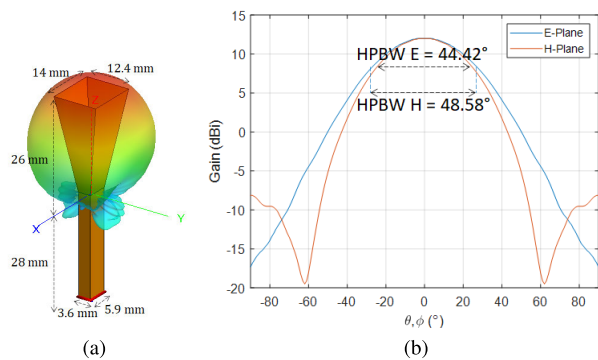 14 mm
12.4 mm
Z
26 mm
X
Y
28 mm
3.6 mm
5.9 mm
(a)
15
10
5
0
-5
-10
-15
-20
Gain (dBi)
E-Plane
H-Plane
HPBW E = 44.42°
HPBW H = 48.58°
-80 -60 -40 -20 0 20 40 60 80
θ,ϕ (°)
(b)